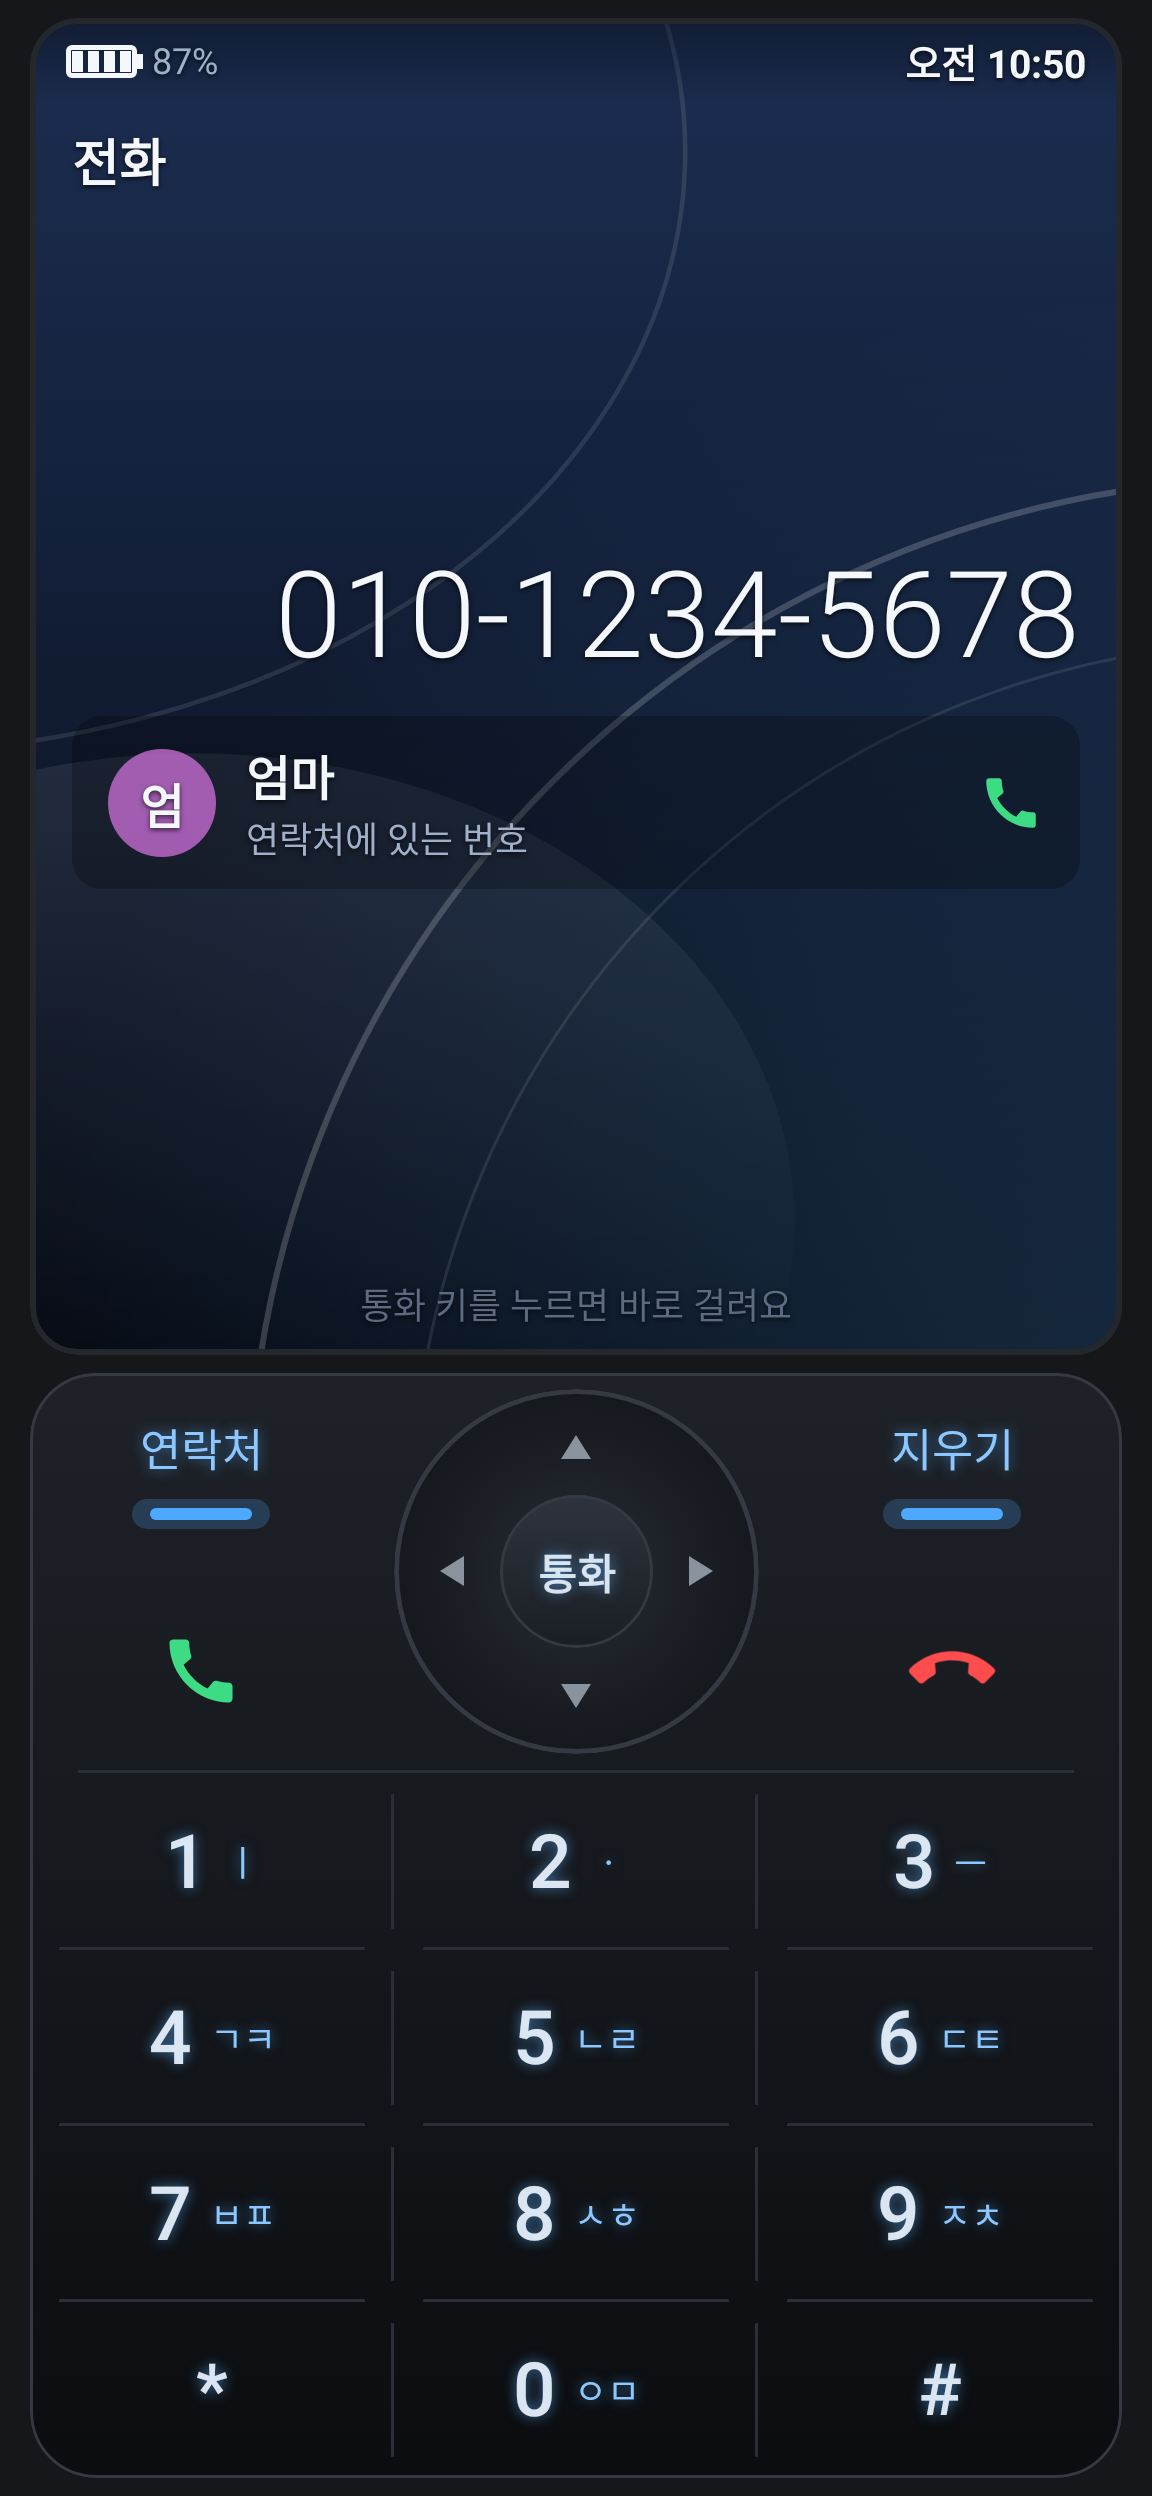 87%
오전 10:50
전화
010-1234-5678
엄
엄마
연락처에 있는 번호
통화 키를 누르면 바로 걸려요
연락처
지우기
통화
1 ㅣ
2 ·
3 ㅡ
4 ㄱㅋ
5 ㄴㄹ
6 ㄷㅌ
7 ㅂㅍ
8 ㅅㅎ
9 ㅈㅊ
*
0 ㅇㅁ
#